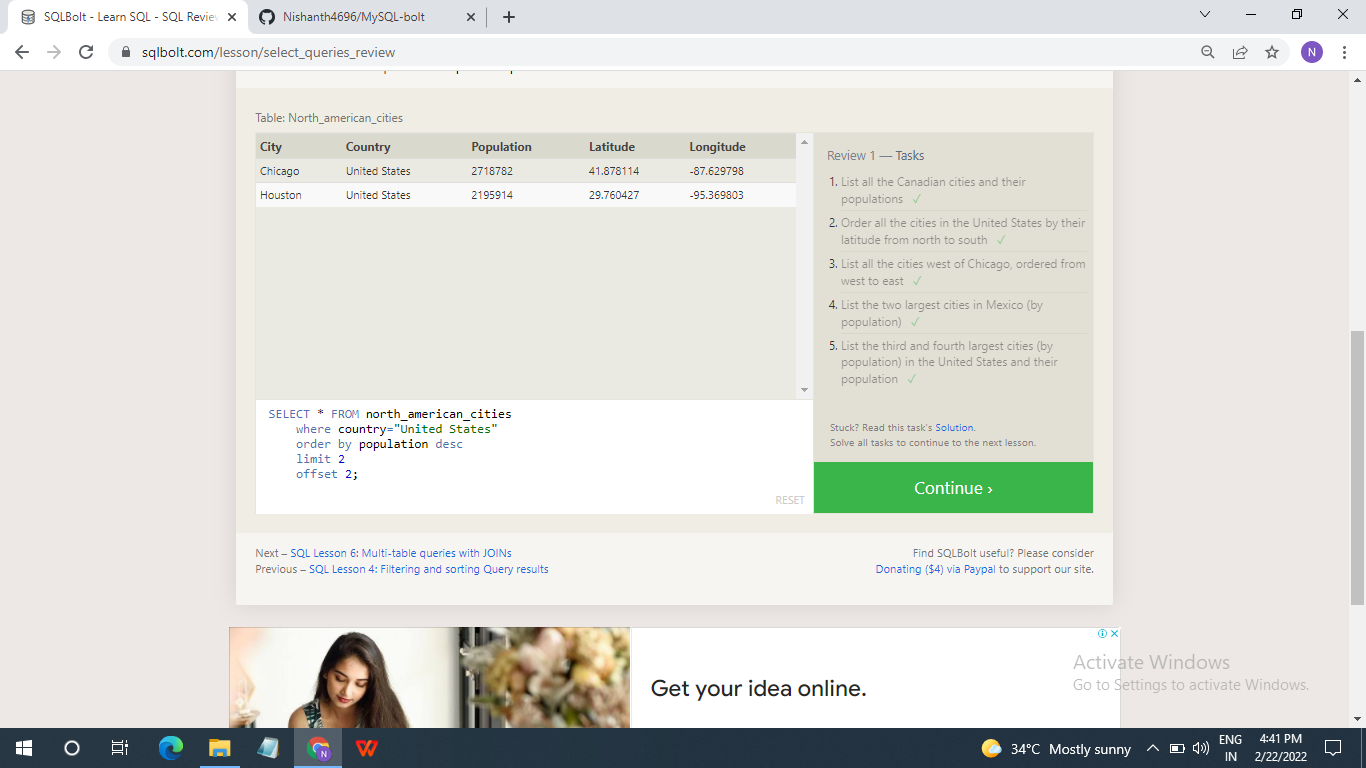 SQLBolt - Learn SQL - SQL Review
Nishanth4696/MySQL-bolt
sqlbolt.com/lesson/select_queries_review
N
Table: North_american_cities
City Country Population Latitude Longitude
Chicago United States 2718782 41.878114 -87.629798
Houston United States 2195914 29.760427 -95.369803
Review 1 — Tasks
1. List all the Canadian cities and their
populations ✓
2. Order all the cities in the United States by their
latitude from north to south ✓
3. List all the cities west of Chicago, ordered from
west to east ✓
4. List the two largest cities in Mexico (by
population) ✓
5. List the third and fourth largest cities (by
population) in the United States and their
population ✓
SELECT * FROM north_american_cities
where country="United States"
order by population desc
limit 2
offset 2;
RESET
Stuck? Read this task's Solution.
Solve all tasks to continue to the next lesson.
Continue ›
Next – SQL Lesson 6: Multi-table queries with JOINs
Previous – SQL Lesson 4: Filtering and sorting Query results
Find SQLBolt useful? Please consider
Donating ($4) via Paypal to support our site.
Get your idea online.
Activate Windows
Go to Settings to activate Windows.
N
W
34°C Mostly sunny
ENG
IN
4:41 PM
2/22/2022